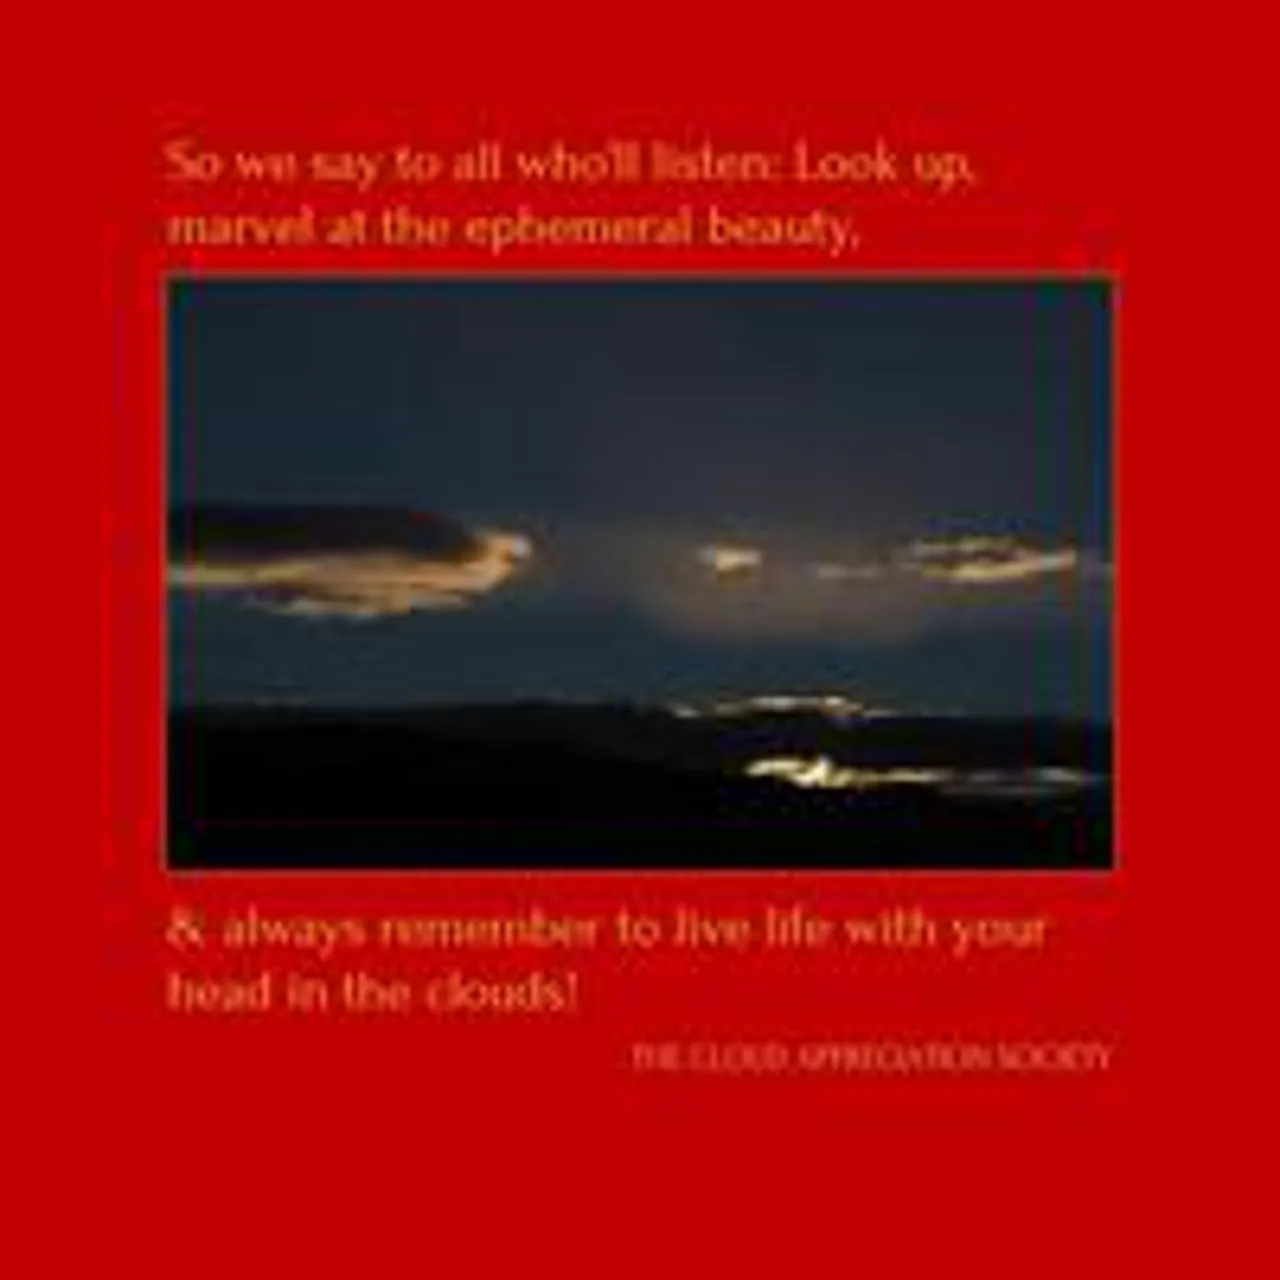 So we say to all who'll listen: Look up,
marvel at the ephemeral beauty,
& always remember to live life with your
head in the clouds!
THE CLOUD APPRECIATION SOCIETY